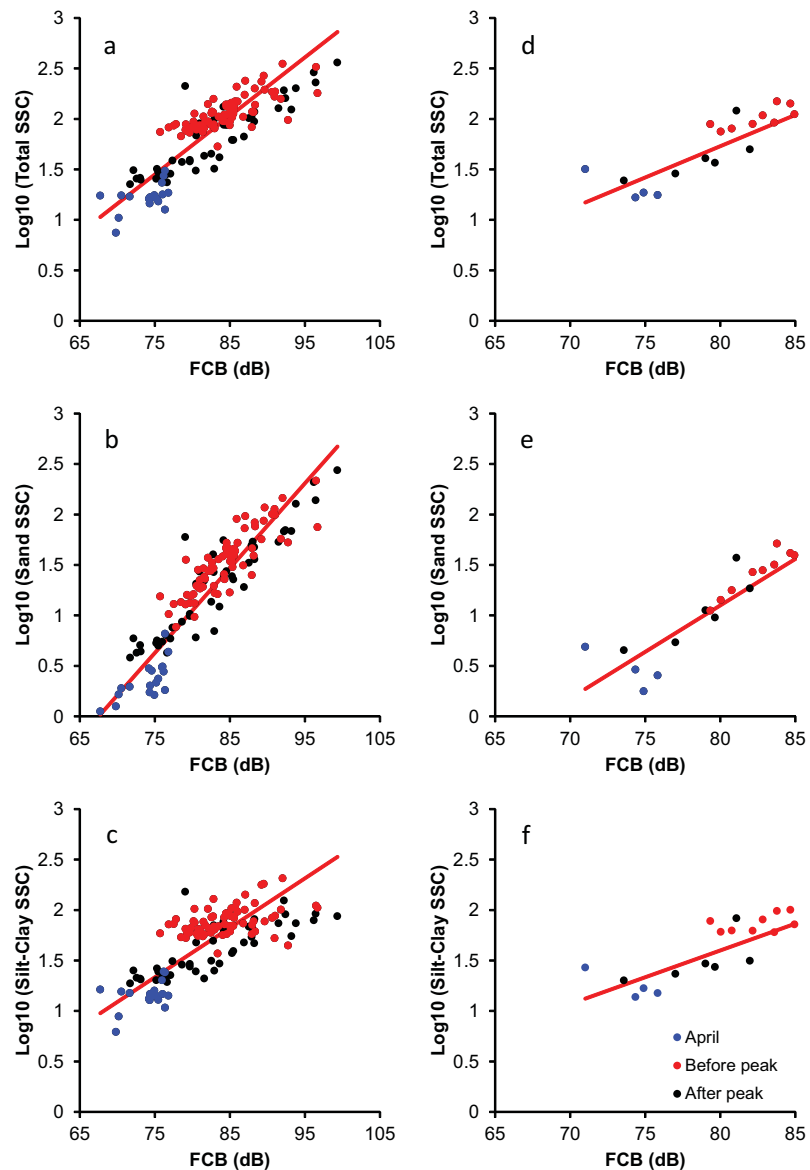 a
Log10 (Total SSC)
3
2.5
2
1.5
1
0.5
0
65 75 85 95 105
FCB (dB)
d
Log10 (Total SSC)
3
2.5
2
1.5
1
0.5
0
65 70 75 80 85
FCB (dB)
b
Log10 (Sand SSC)
3
2.5
2
1.5
1
0.5
0
65 75 85 95 105
FCB (dB)
e
Log10 (Sand SSC)
3
2.5
2
1.5
1
0.5
0
65 70 75 80 85
FCB (dB)
c
Log10 (Silt-Clay SSC)
3
2.5
2
1.5
1
0.5
0
65 75 85 95 105
FCB (dB)
f
Log10 (Silt-Clay SSC)
3
2.5
2
1.5
1
0.5
0
65 70 75 80 85
FCB (dB)
April
Before peak
After peak